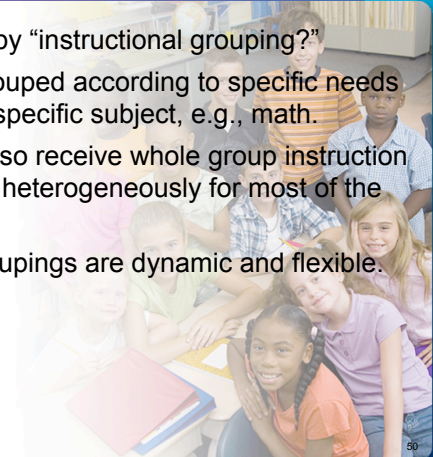 by “instructional grouping?”
ouped according to specific needs
specific subject, e.g., math.
so receive whole group instruction
heterogeneously for most of the
upings are dynamic and flexible.
50